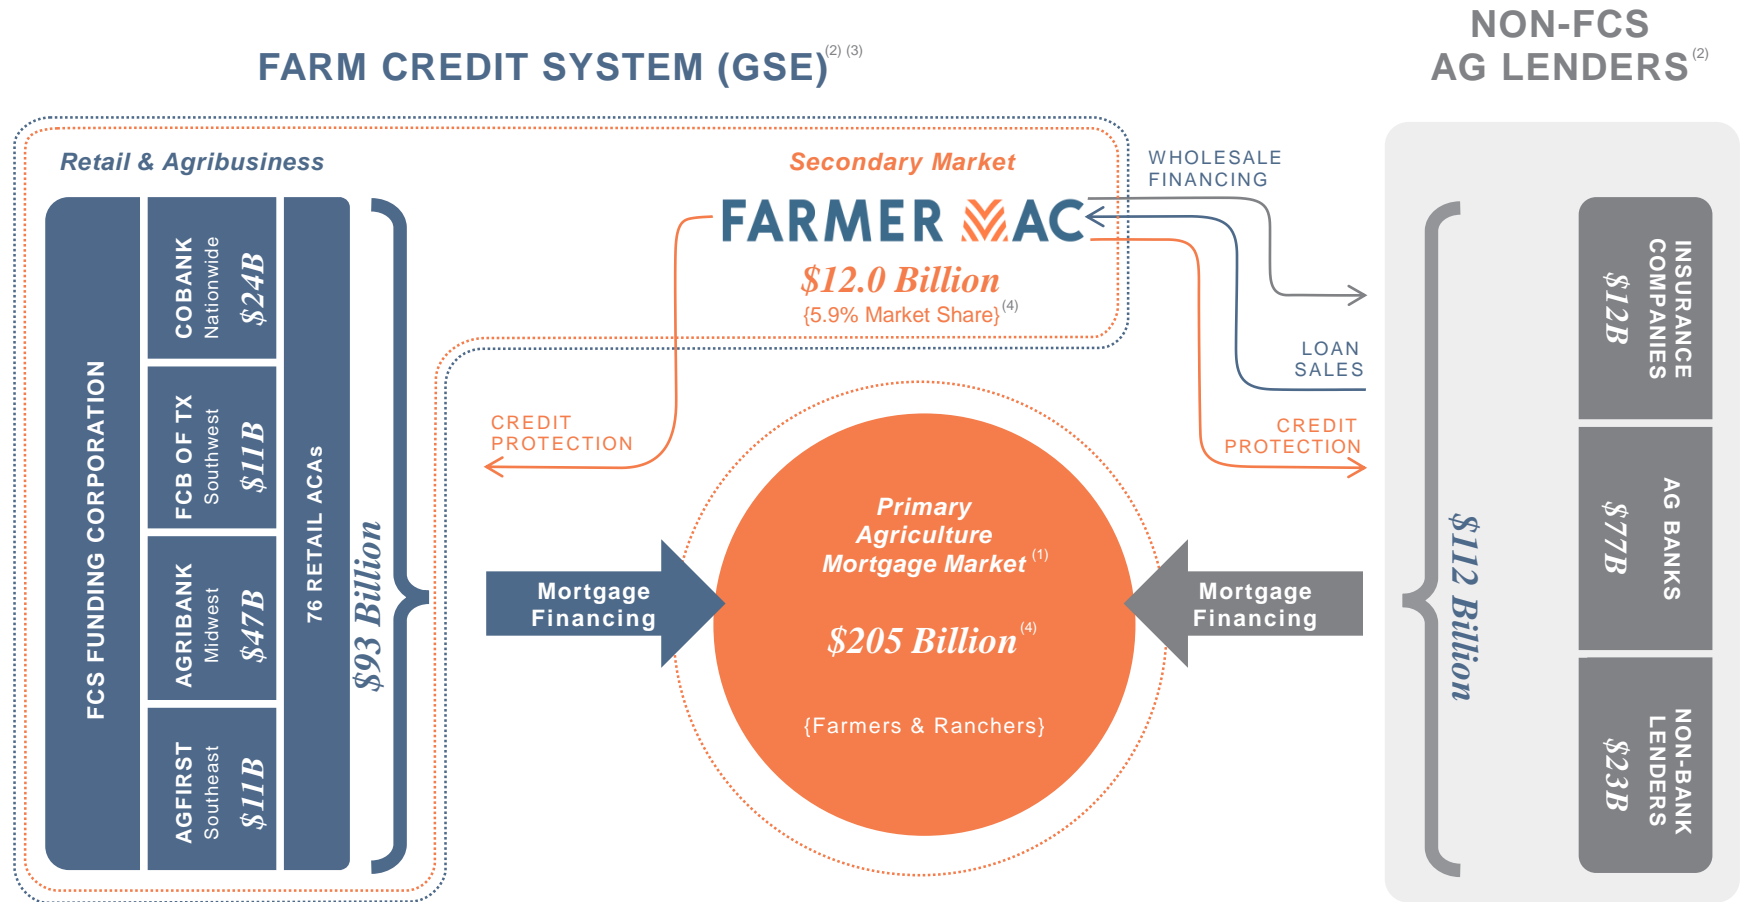 FARM CREDIT SYSTEM (GSE)(2) (3)
NON-FCS
AG LENDERS(2)
Retail & Agribusiness
FCS FUNDING CORPORATION
COBANK
Nationwide
$24B
FCB OF TX
Southwest
$11B
AGRIBANK
Midwest
$47B
AGFIRST
Southeast
$11B
76 RETAIL ACAs
$93 Billion
Secondary Market
FARMER MAC
$12.0 Billion
{5.9% Market Share}(4)
WHOLESALE
FINANCING
LOAN
SALES
CREDIT
PROTECTION
CREDIT
PROTECTION
Mortgage
Financing
Primary
Agriculture
Mortgage Market (1)
$205 Billion(4)
{Farmers & Ranchers}
Mortgage
Financing
$112 Billion
INSURANCE
COMPANIES
$12B
AG BANKS
$77B
NON-BANK
LENDERS
$23B